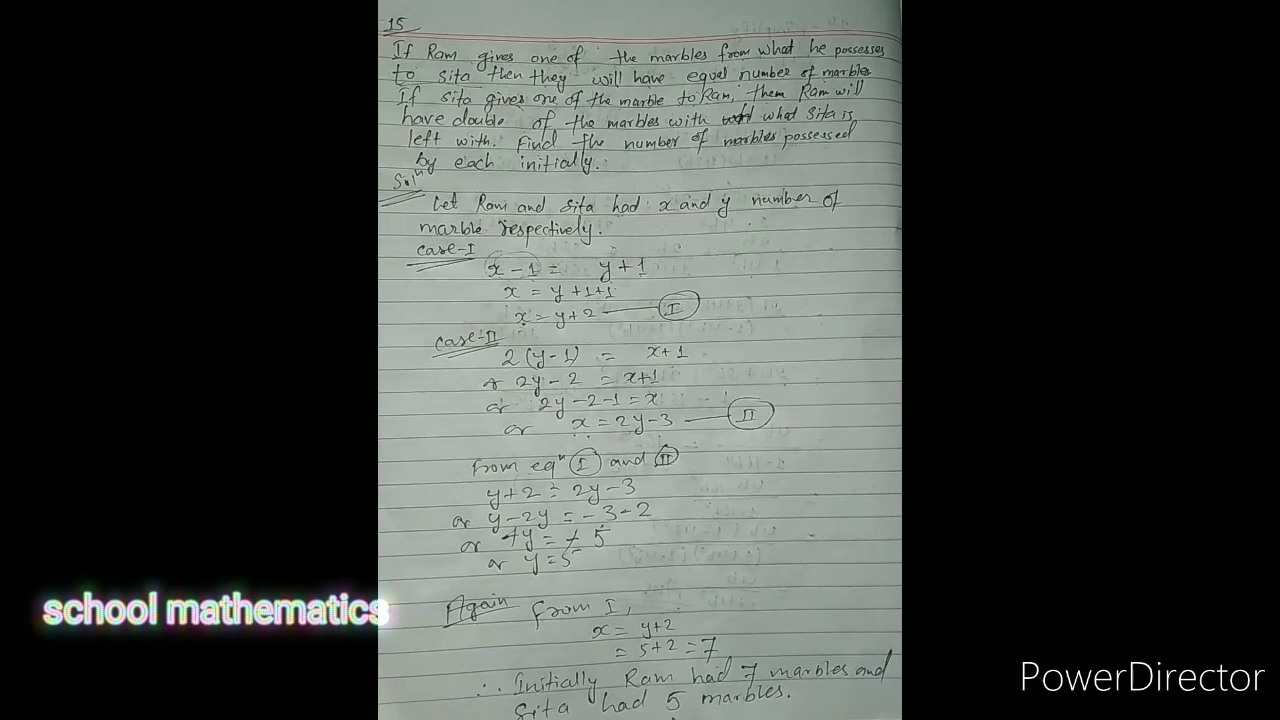 15
If Ram gives one of the marbles from what he possesses
to Sita then they will have equal number of marbles
If sita gives one of the marble to Ram, them Ram will
have double of the marbles with what Sita is
left with. Find the number of marbles possessed
by each initially.
Solⁿ
Let Ram and Sita had x and y number of
marble respectively.
Case-I
x - 1 = y + 1
x = y + 1 + 1
x = y + 2 — I
Case-II
2 (y - 1) = x + 1
or 2y - 2 = x + 1
or 2y - 2 - 1 = x
or x = 2y - 3 — II
From eqⁿ I and II
y + 2 = 2y - 3
or y - 2y = - 3 - 2
or -y = - 5
or y = 5
Again From I,
x = y + 2
= 5 + 2 = 7
∴ Initially Ram had 7 marbles and
Sita had 5 marbles.
school mathematics
PowerDirector